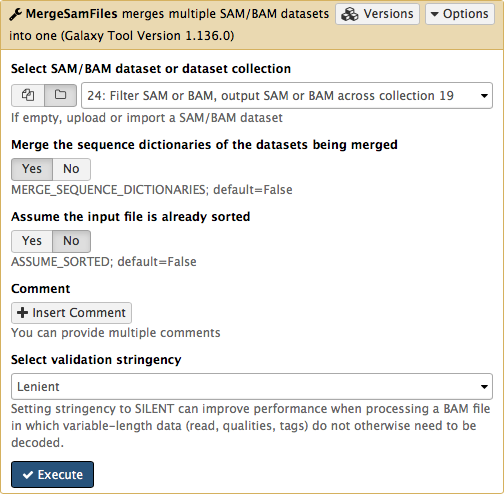 MergeSamFiles merges multiple SAM/BAM datasets Versions Options
into one (Galaxy Tool Version 1.136.0)
Select SAM/BAM dataset or dataset collection
24: Filter SAM or BAM, output SAM or BAM across collection 19
If empty, upload or import a SAM/BAM dataset
Merge the sequence dictionaries of the datasets being merged
Yes No
MERGE_SEQUENCE_DICTIONARIES; default=False
Assume the input file is already sorted
Yes No
ASSUME_SORTED; default=False
Comment
Insert Comment
You can provide multiple comments
Select validation stringency
Lenient
Setting stringency to SILENT can improve performance when processing a BAM file
in which variable-length data (read, qualities, tags) do not otherwise need to be
decoded.
Execute